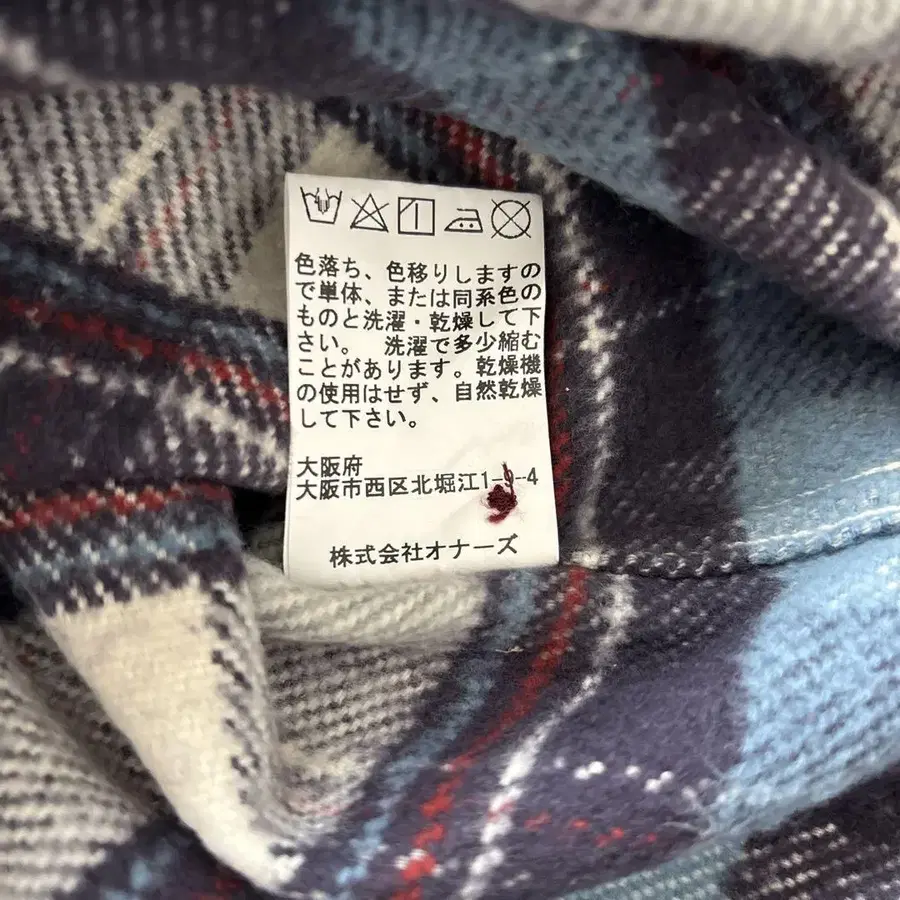 色落ち、色移りしますの
で単体、または同系色の
ものと洗濯・乾燥して下
さい。 洗濯で多少縮む
ことがあります。乾燥機
の使用はせず、自然乾燥
して下さい。
大阪府
大阪市西区北堀江1-9-4
株式会社オナーズ